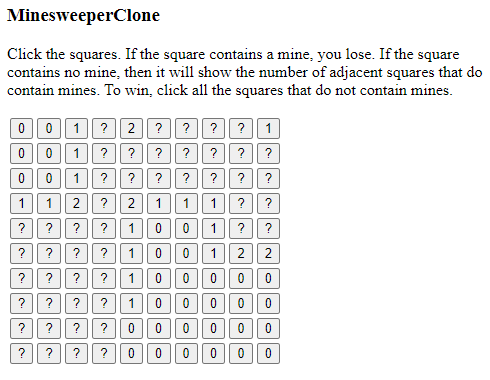 MinesweeperClone
Click the squares. If the square contains a mine, you lose. If the square
contains no mine, then it will show the number of adjacent squares that do
contain mines. To win, click all the squares that do not contain mines.
0 0 1 ? 2 ? ? ? ? 1
0 0 1 ? ? ? ? ? ? ?
0 0 1 ? ? ? ? ? ? ?
1 1 2 ? 2 1 1 1 ? ?
? ? ? ? 1 0 0 1 ? ?
? ? ? ? 1 0 0 1 2 2
? ? ? ? 1 0 0 0 0 0
? ? ? ? 1 0 0 0 0 0
? ? ? ? 0 0 0 0 0 0
? ? ? ? 0 0 0 0 0 0